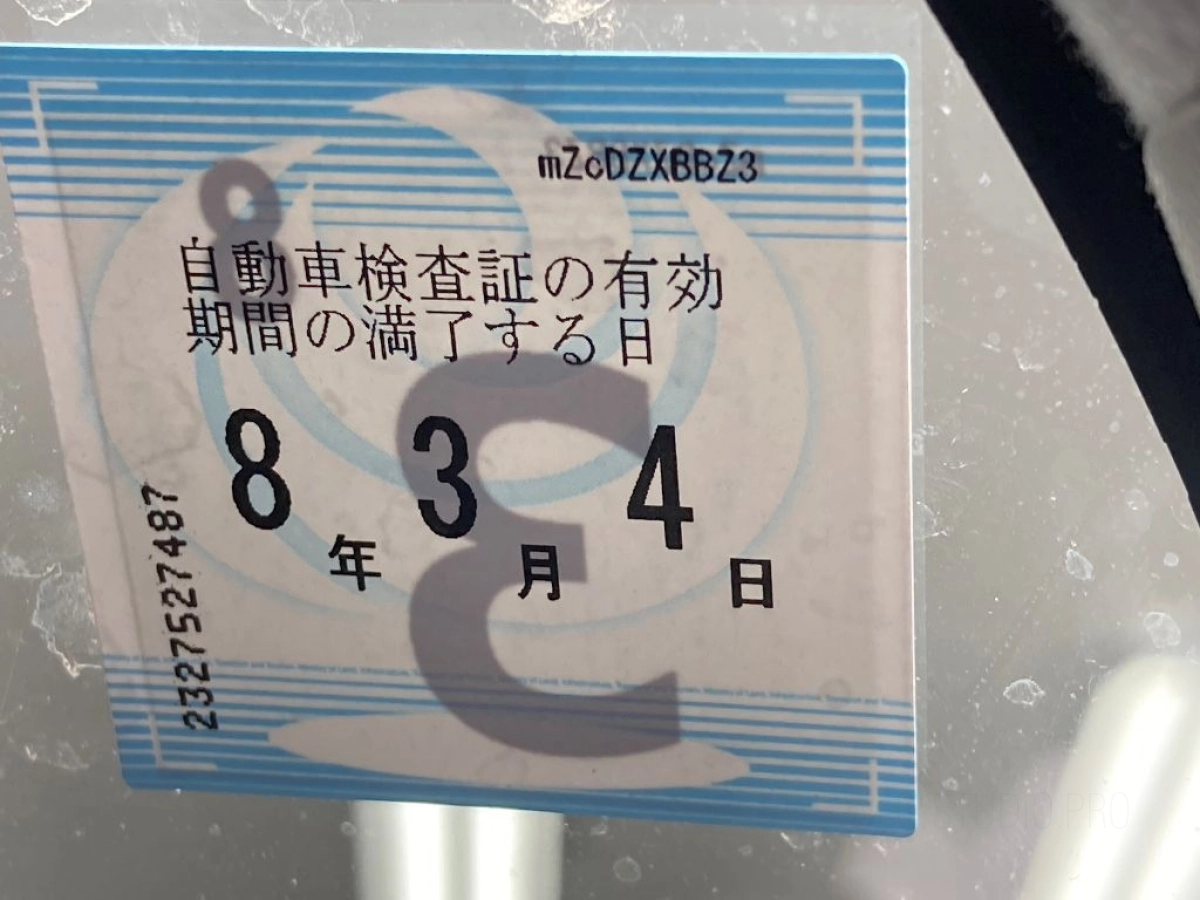 mZcDZXBBZ3
自動車検査証の有効
期間の満了する日
8年 3月 4日
2327527487